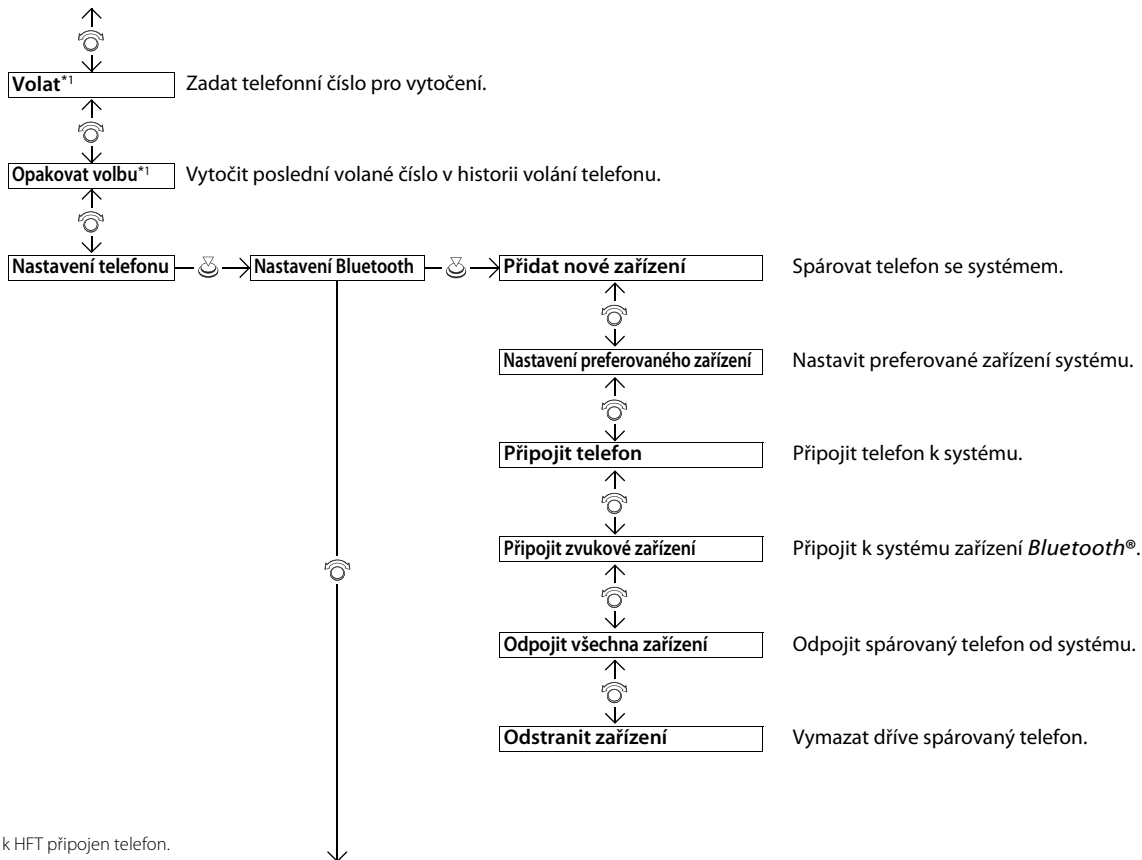 Volat*1 Zadat telefonní číslo pro vytočení.
Opakovat volbu*1 Vytočit poslední volané číslo v historii volání telefonu.
Nastavení telefonu Nastavení Bluetooth Přidat nové zařízení Spárovat telefon se systémem.
Nastavení preferovaného zařízení Nastavit preferované zařízení systému.
Připojit telefon Připojit telefon k systému.
Připojit zvukové zařízení Připojit k systému zařízení Bluetooth®.
Odpojit všechna zařízení Odpojit spárovaný telefon od systému.
Odstranit zařízení Vymazat dříve spárovaný telefon.
k HFT připojen telefon.